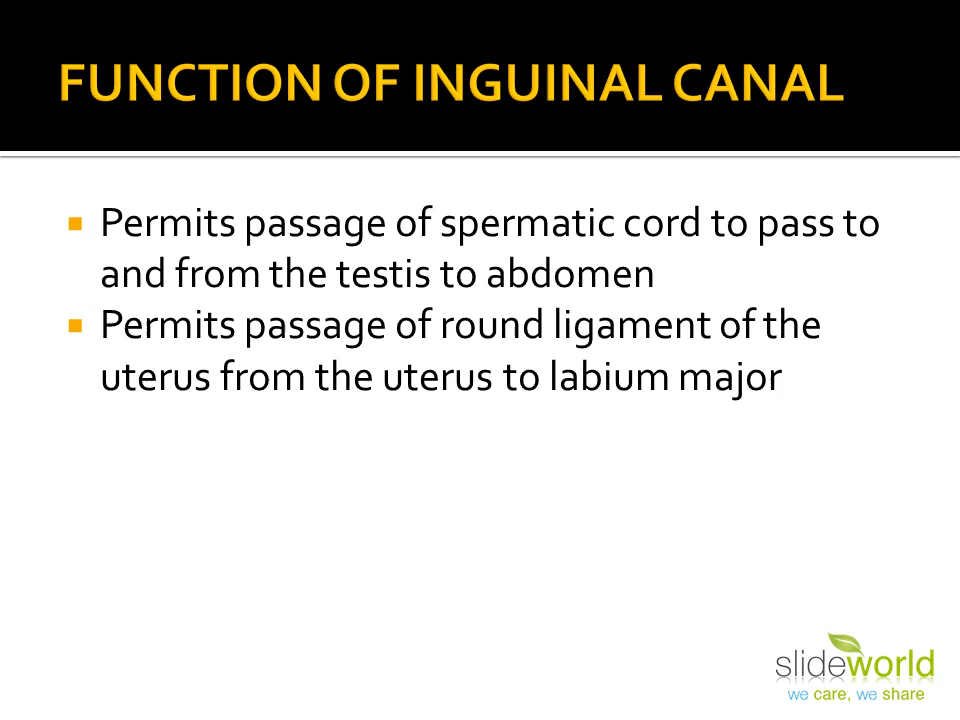 FUNCTION OF INGUINAL CANAL
▪ Permits passage of spermatic cord to pass to
and from the testis to abdomen
▪ Permits passage of round ligament of the
uterus from the uterus to labium major
slideworld
we care, we share